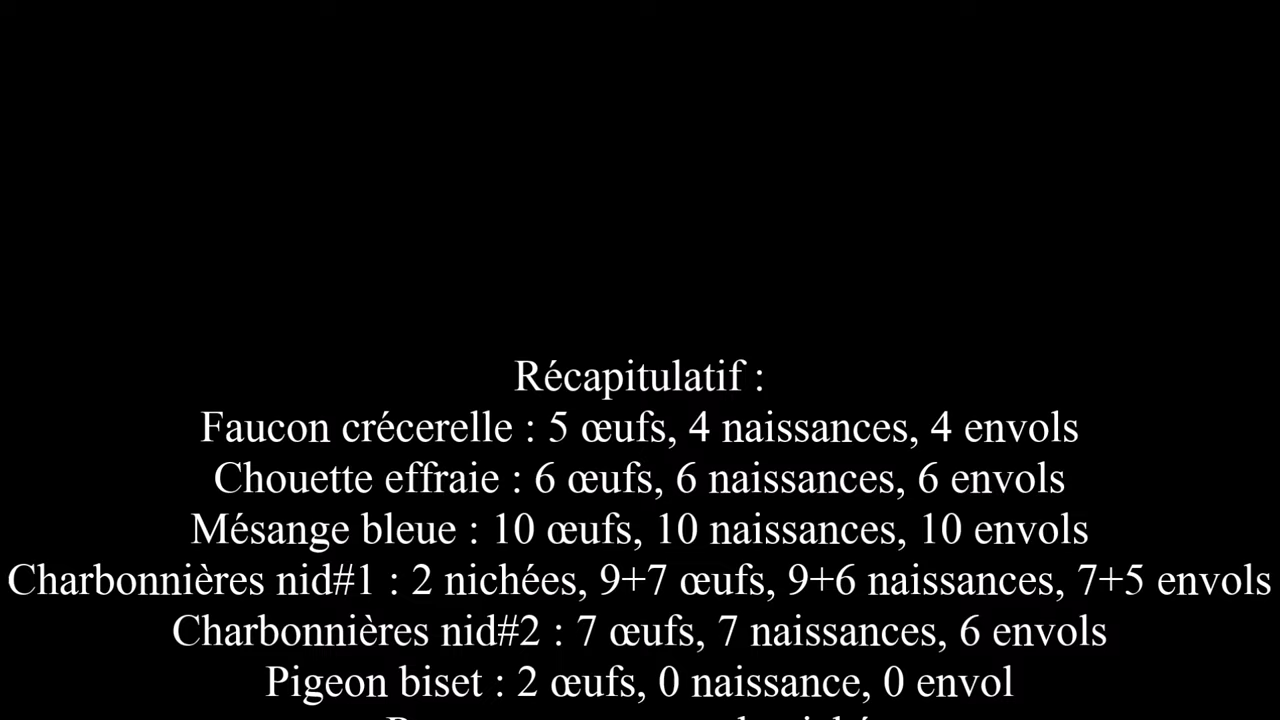 Récapitulatif :
Faucon crécerelle : 5 œufs, 4 naissances, 4 envols
Chouette effraie : 6 œufs, 6 naissances, 6 envols
Mésange bleue : 10 œufs, 10 naissances, 10 envols
Charbonnières nid#1 : 2 nichées, 9+7 œufs, 9+6 naissances, 7+5 envols
Charbonnières nid#2 : 7 œufs, 7 naissances, 6 envols
Pigeon biset : 2 œufs, 0 naissance, 0 envol